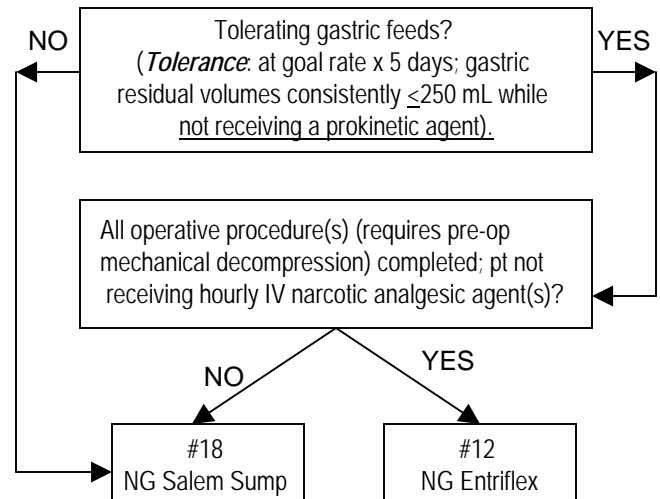 NO
YES
Tolerating gastric feeds?
(Tolerance: at goal rate x 5 days; gastric
residual volumes consistently <250 mL while
not receiving a prokinetic agent).
All operative procedure(s) (requires pre-op
mechanical decompression) completed; pt not
receiving hourly IV narcotic analgesic agent(s)?
NO
YES
#18
NG Salem Sump
#12
NG Entriflex